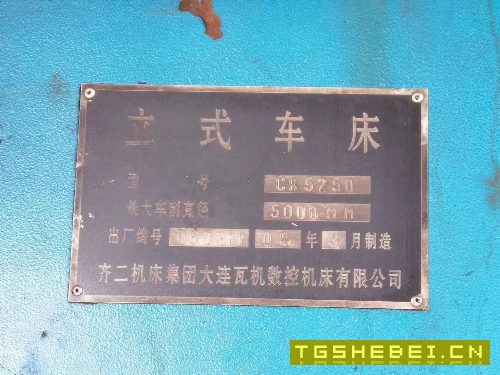 立式车床
型号 CK5250
最大车削直径 5000MM
出厂编号 08 年 3 月制造
齐二机床集团大连瓦机数控机床有限公司
TGSHEBEI.CN